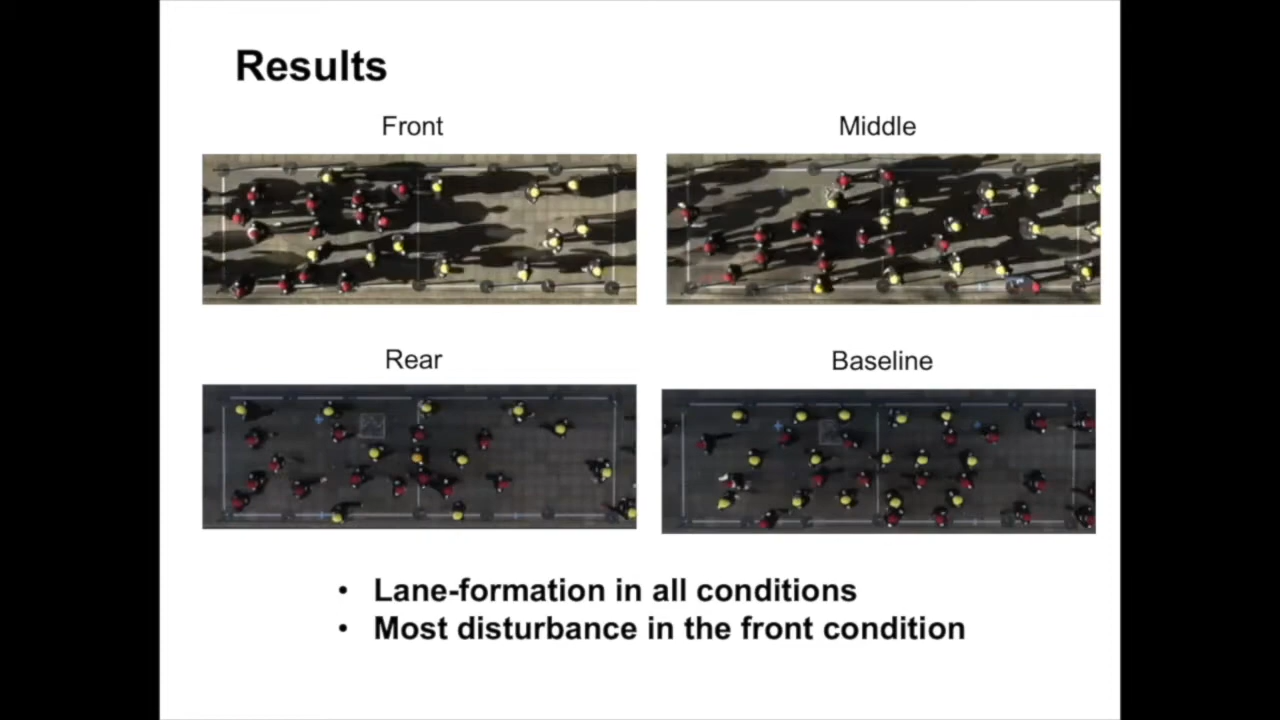 Results
Front
Middle
Rear
Baseline
• Lane-formation in all conditions
• Most disturbance in the front condition